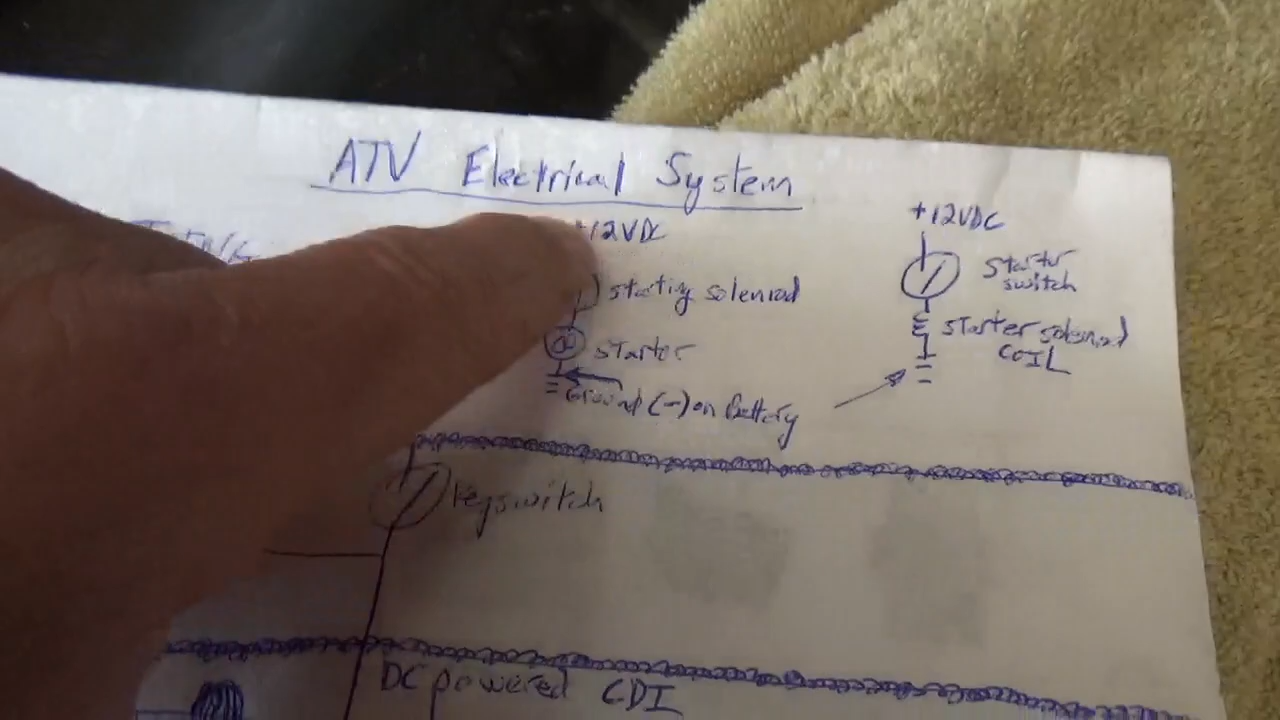 ATV Electrical System
+12VDC
starting solenoid
starter
Ground (-) on Battery
+12VDC
starter
switch
starter solenoid
COIL
Keyswitch
DC powered CDI